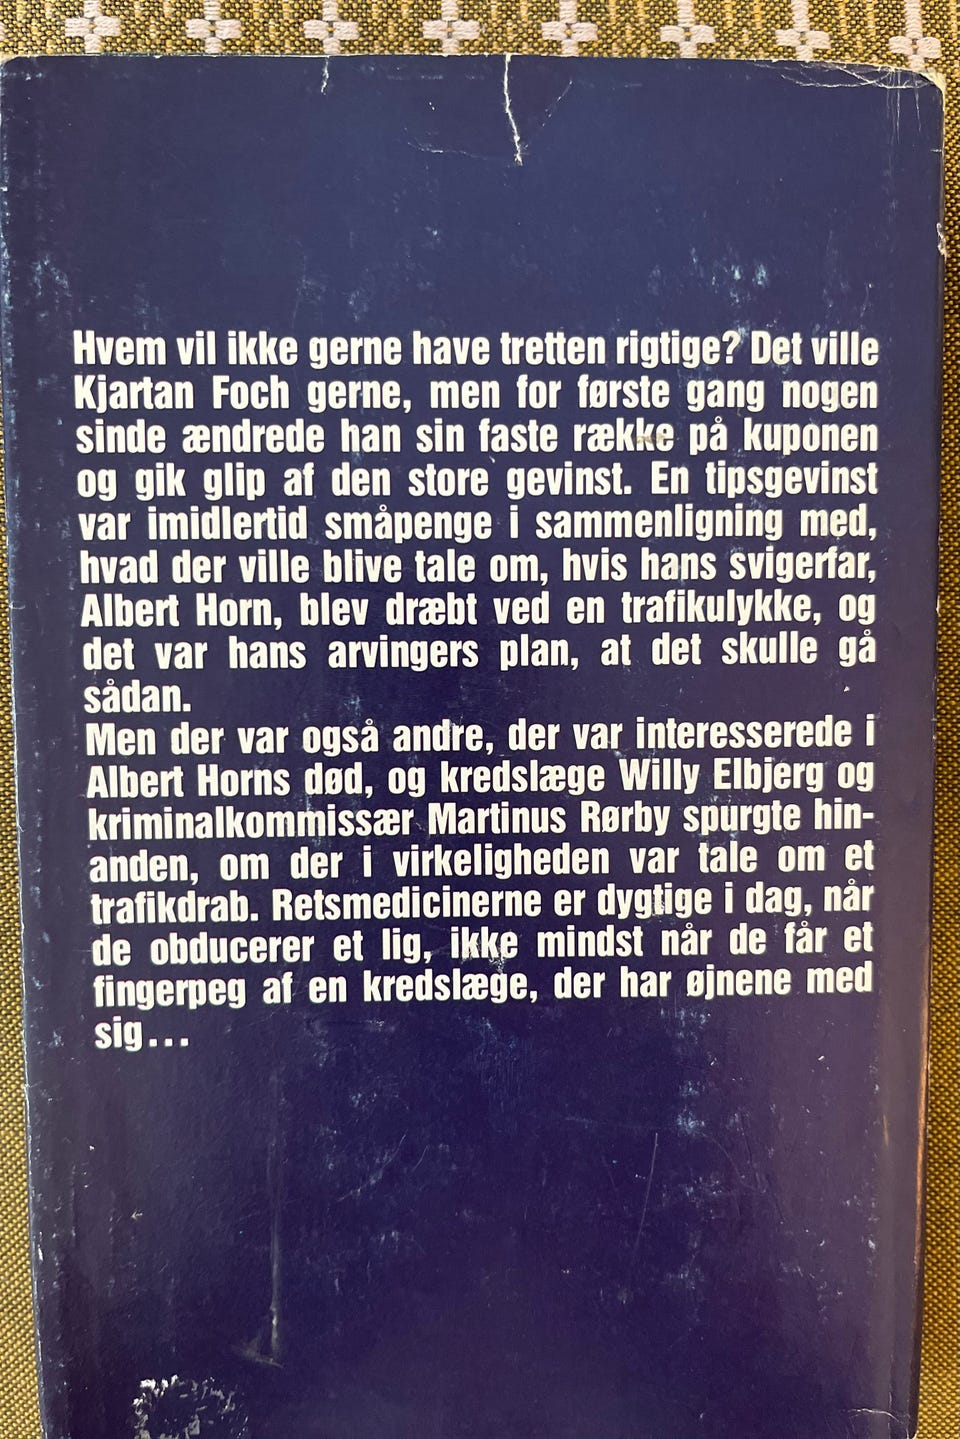 Hvem vil ikke gerne have tretten rigtige? Det ville
Kjartan Foch gerne, men for første gang nogen
sinde ændrede han sin faste række på kuponen
og gik glip af den store gevinst. En tipsgevinst
var imidlertid småpenge i sammenligning med,
hvad der ville blive tale om, hvis hans svigerfar,
Albert Horn, blev dræbt ved en trafikulykke, og
det var hans arvingers plan, at det skulle gå
sådan.
Men der var også andre, der var interesserede i
Albert Horns død, og kredslæge Willy Elbjerg og
kriminalkommissær Martinus Rørby spurgte hin-
anden, om der i virkeligheden var tale om et
trafikdrab. Retsmedicinerne er dygtige i dag, når
de obducerer et lig, ikke mindst når de får et
fingerpeg af en kredslæge, der har øjnene med
sig...